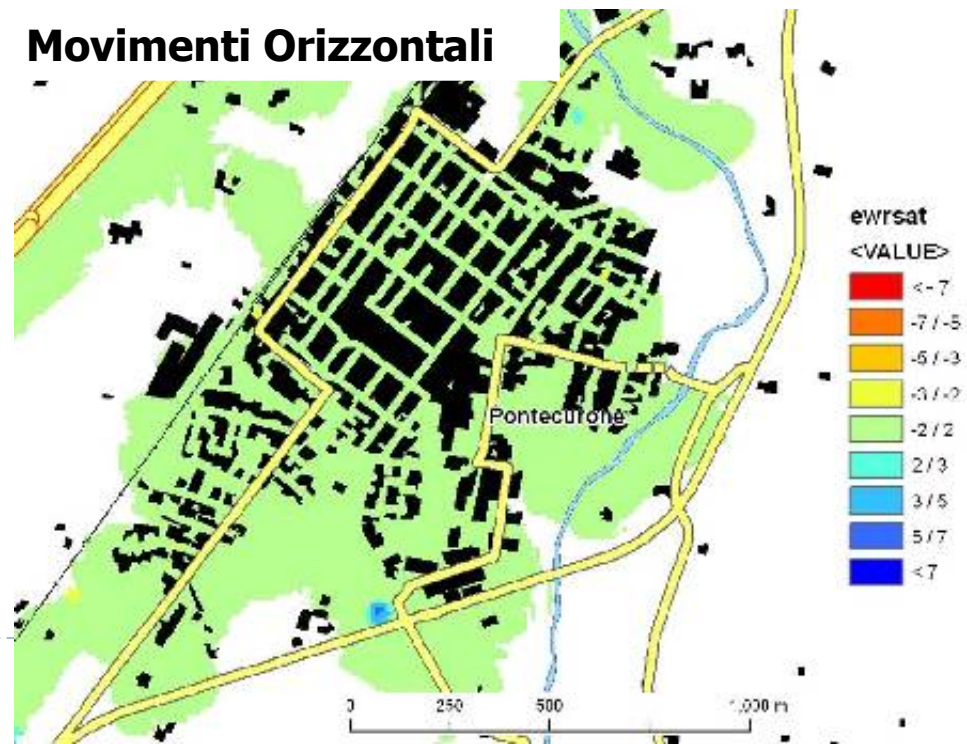 Movimenti Orizzontali
ewrsat
<VALUE>
< - 7
-7 / -5
-5 / -3
-3 / -2
-2 / 2
2 / 3
3 / 5
5 / 7
< 7
Pontecurone
0 250 500 1.000 m